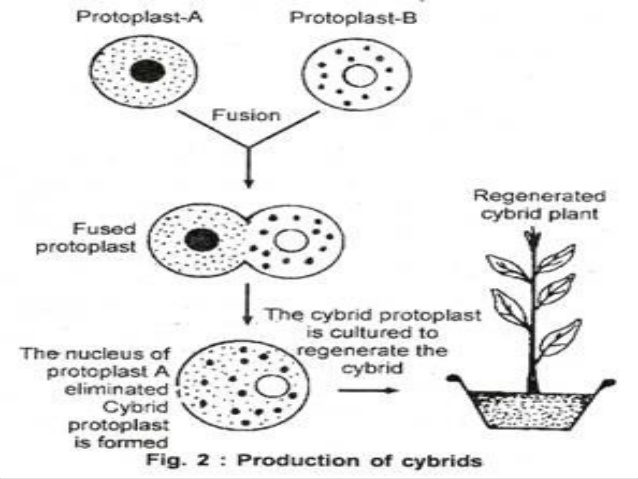 Protoplast-A
Protoplast-B
Fusion
Fused
protoplast
Regenerated
cybrid plant
The cybrid protoplast
is cultured to
regenerate the
cybrid
The nucleus of
protoplast A
eliminated
Cybrid
protoplast
is formed
Fig. 2 : Production of cybrids